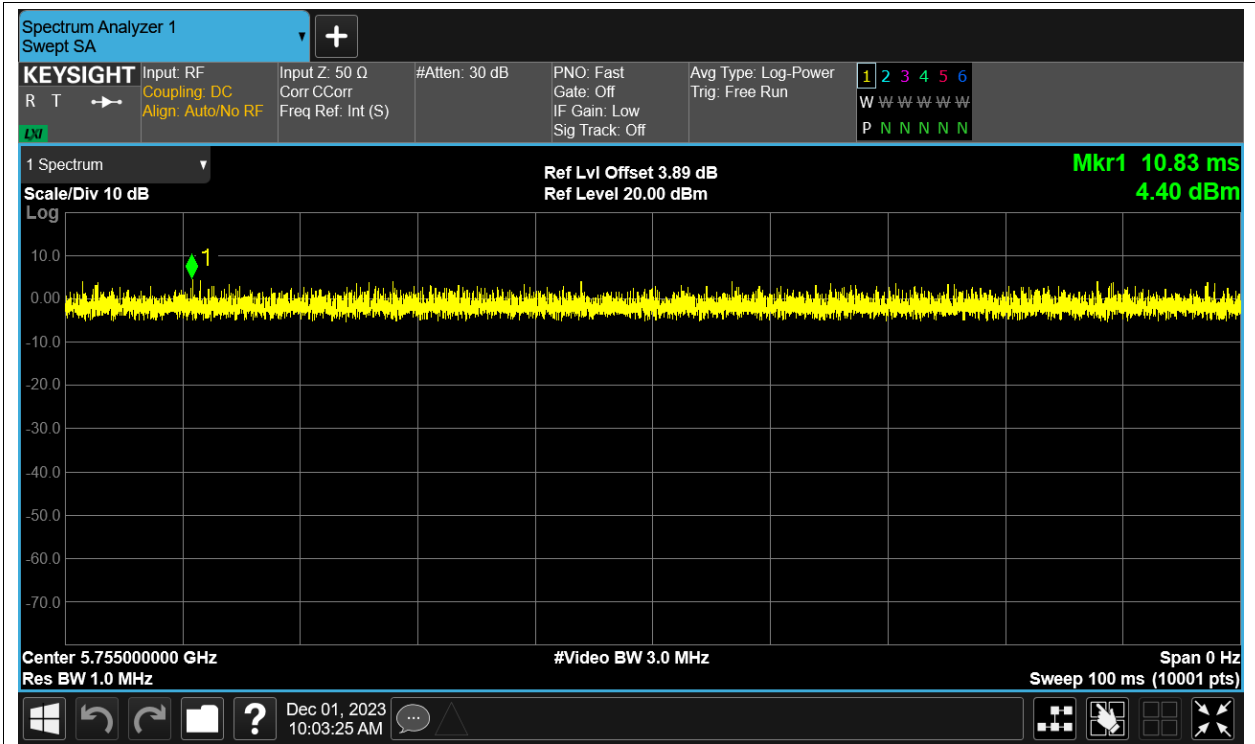 Spectrum Analyzer 1
Swept SA
KEYSIGHT
R T
LXI
Input: RF
Coupling: DC
Align: Auto/No RF
Input Z: 50 Ω
Corr CCorr
Freq Ref: Int (S)
#Atten: 30 dB
PNO: Fast
Gate: Off
IF Gain: Low
Sig Track: Off
Avg Type: Log-Power
Trig: Free Run
1 2 3 4 5 6
W W W W W W
P N N N N N
1 Spectrum
Scale/Div 10 dB
Log
Ref Lvl Offset 3.89 dB
Ref Level 20.00 dBm
Mkr1 10.83 ms
4.40 dBm
10.0
1
0.00
-10.0
-20.0
-30.0
-40.0
-50.0
-60.0
-70.0
Center 5.755000000 GHz
#Video BW 3.0 MHz
Span 0 Hz
Res BW 1.0 MHz
Sweep 100 ms (10001 pts)
?
Dec 01, 2023
10:03:25 AM